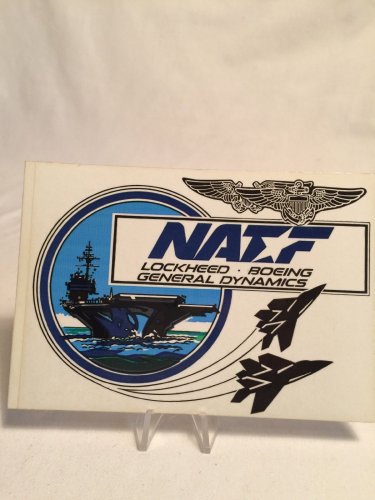 NATF
LOCKHEED · BOEING
GENERAL DYNAMICS